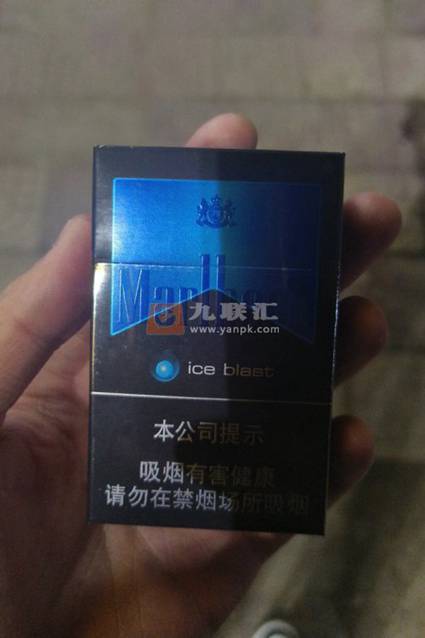 Marlboro
九联汇
www.yanpk.com
ice blast
本公司提示
吸烟有害健康
请勿在禁烟场所吸烟